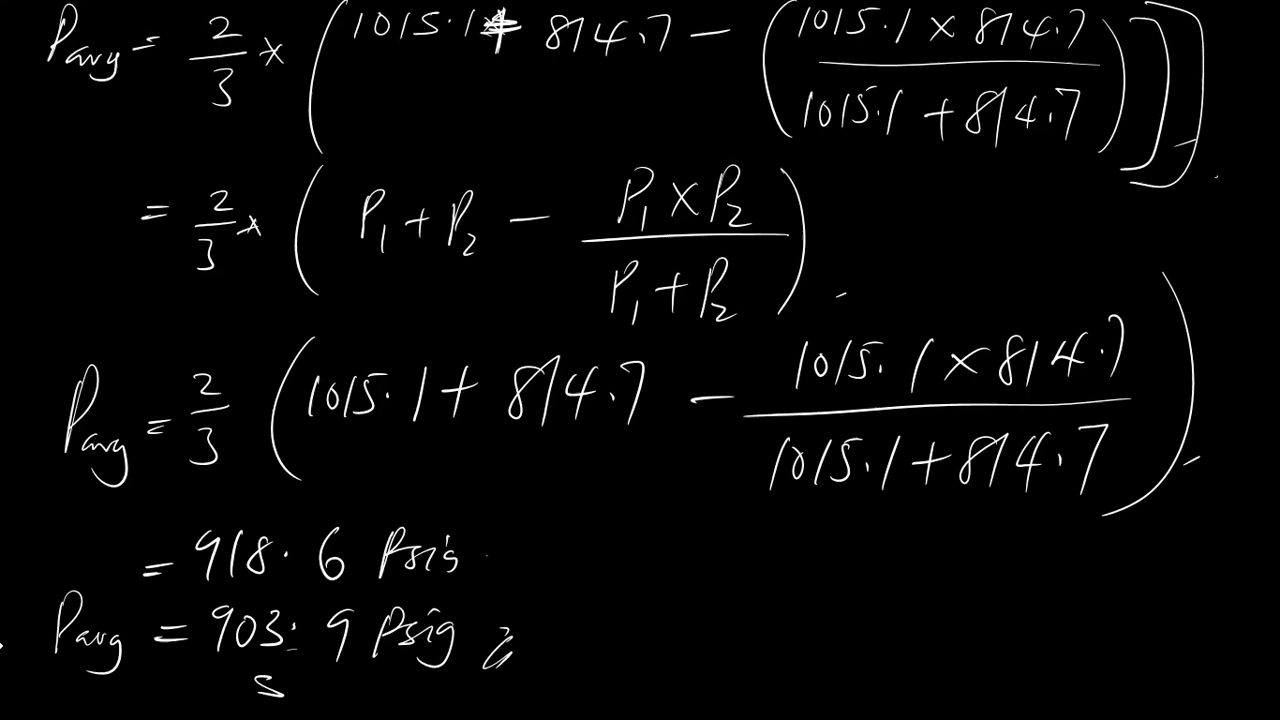 Pavg = 2/3 × (1015.1 + 814.7 − (1015.1 × 814.7 / 1015.1 + 814.7)]]]
= 2/3 × (P₁ + P₂ − P₁ × P₂ / P₁ + P₂)
Pavg = 2/3 (1015.1 + 814.7 − 1015.1 × 814.7 / 1015.1 + 814.7)
= 918.6 Psia
Pavg = 903.9 Psig